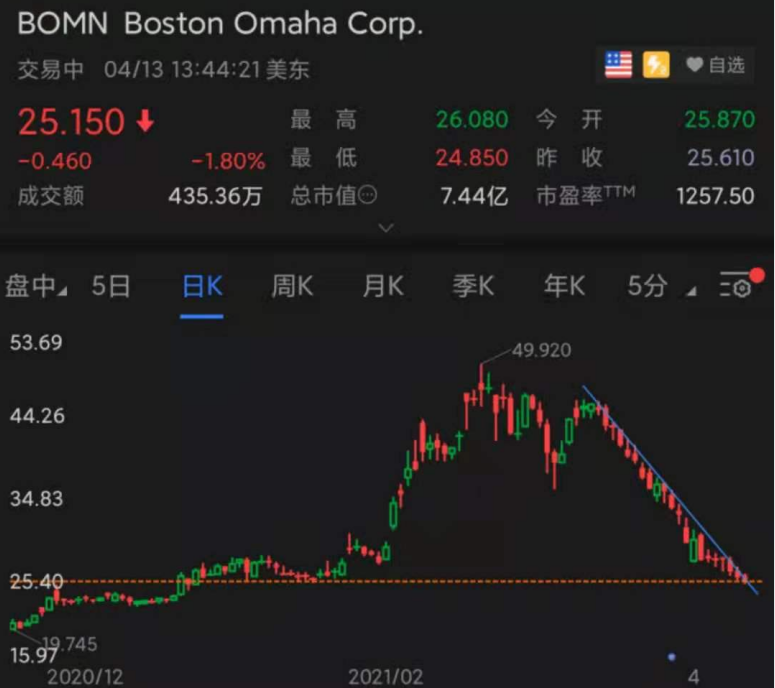 BOMN Boston Omaha Corp.
交易中 04/13 13:44:21 美东
自选
25.150 最高 26.080 今开 25.870
-0.460 -1.80% 最低 24.850 昨收 25.610
成交额 435.36万 总市值 7.44亿 市盈率TTM 1257.50
盘中 5日 日K 周K 月K 季K 年K 5分
53.69
49.920
44.26
34.83
25.40
19.745
15.97
2020/12 2021/02 4